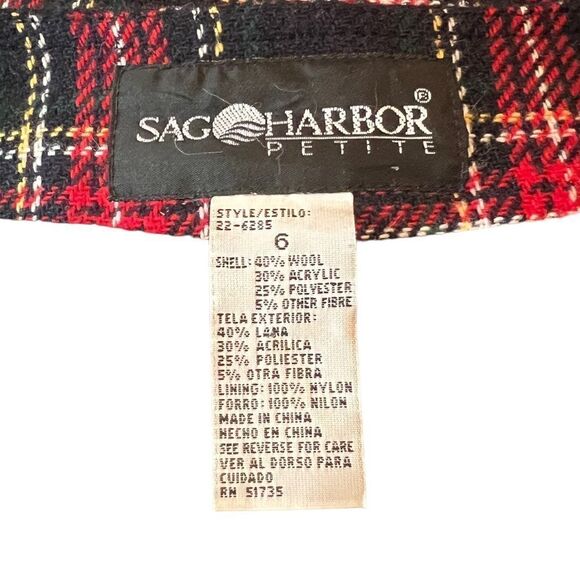 SAG HARBOR®
PETITE
STYLE/ESTILO:
22-6285
6
SHELL: 40% WOOL
30% ACRYLIC
25% POLYESTER
5% OTHER FIBRE
TELA EXTERIOR:
40% LANA
30% ACRILICA
25% POLIESTER
5% OTRA FIBRA
LINING: 100% NYLON
FORRO: 100% NILON
MADE IN CHINA
HECHO EN CHINA
SEE REVERSE FOR CARE
VER AL DORSO PARA
CUIDADO
RN 51735